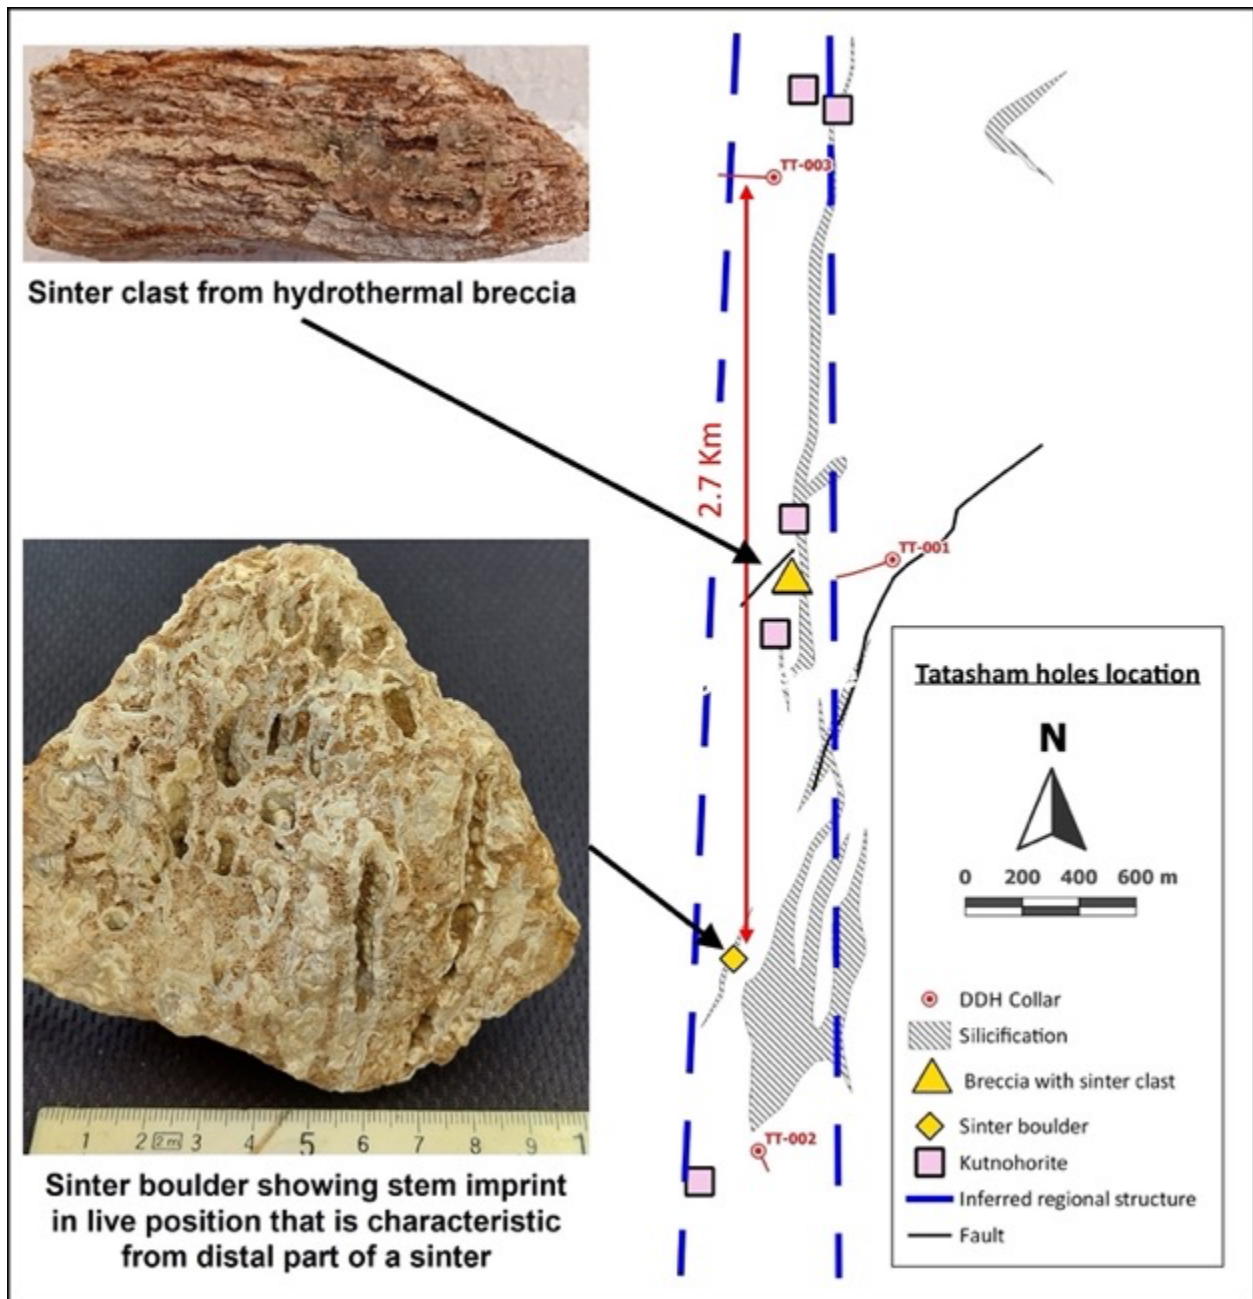 Sinter clast from hydrothermal breccia
TT-003
2.7 Km
TT-001
TT-002
1 2 2 m 3 4 5 6 7 8 9 1
Sinter boulder showing stem imprint
in live position that is characteristic
from distal part of a sinter
Tatasham holes location
N
0 200 400 600 m
DDH Collar
Silicification
Breccia with sinter clast
Sinter boulder
Kutnohorite
Inferred regional structure
Fault